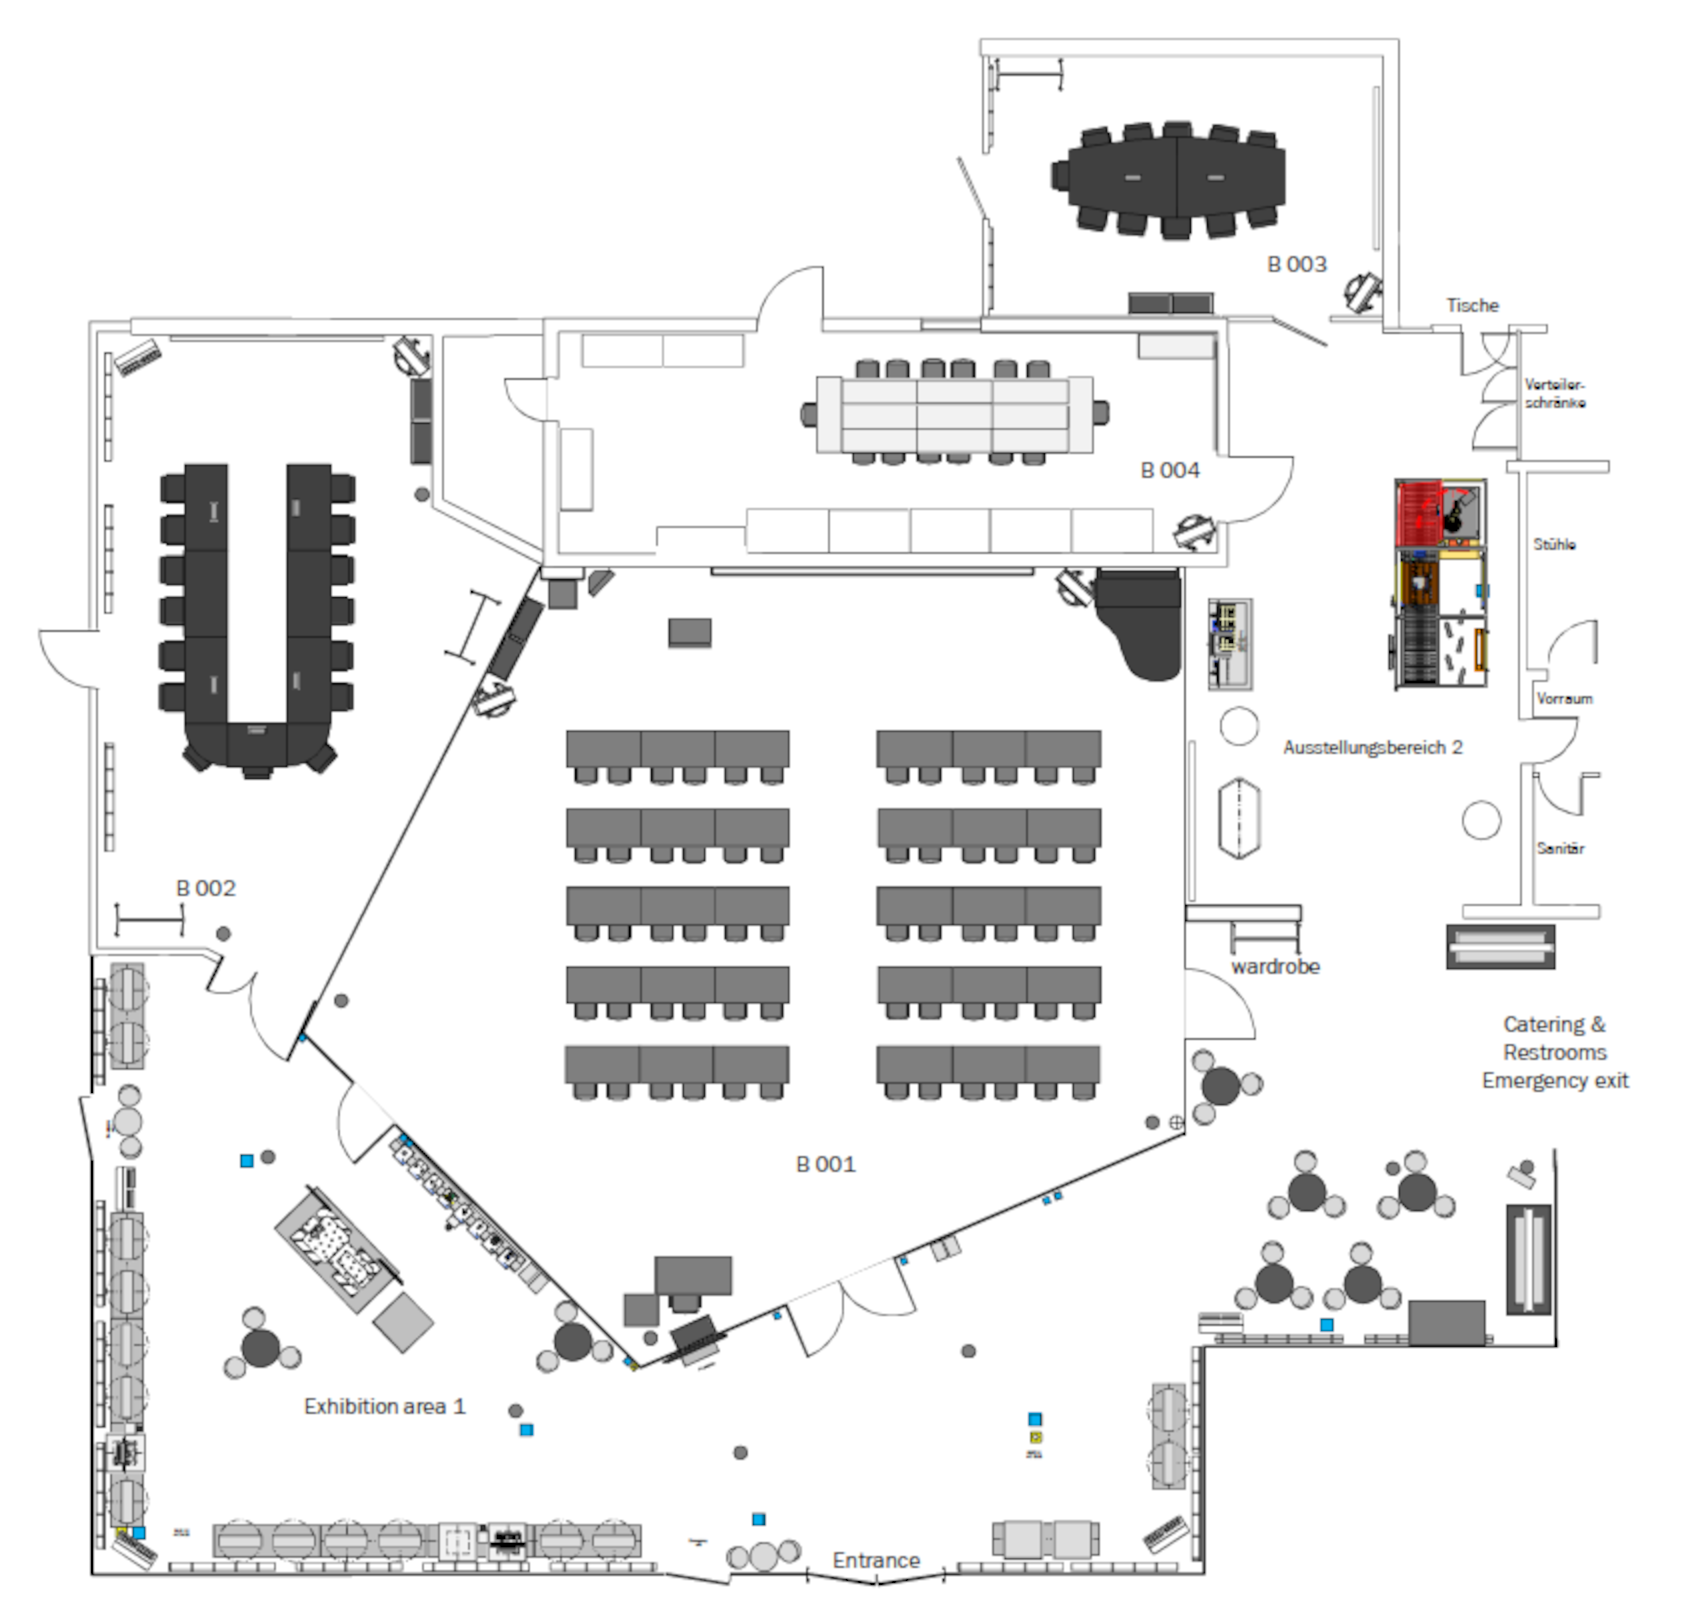 B 003
Tische
Verteiler-
schränke
B 004
Stühle
Vorraum
Ausstellungsbereich 2
Sanitär
B 002
wardrobe
Catering &
Restrooms
Emergency exit
B 001
Exhibition area 1
Entrance